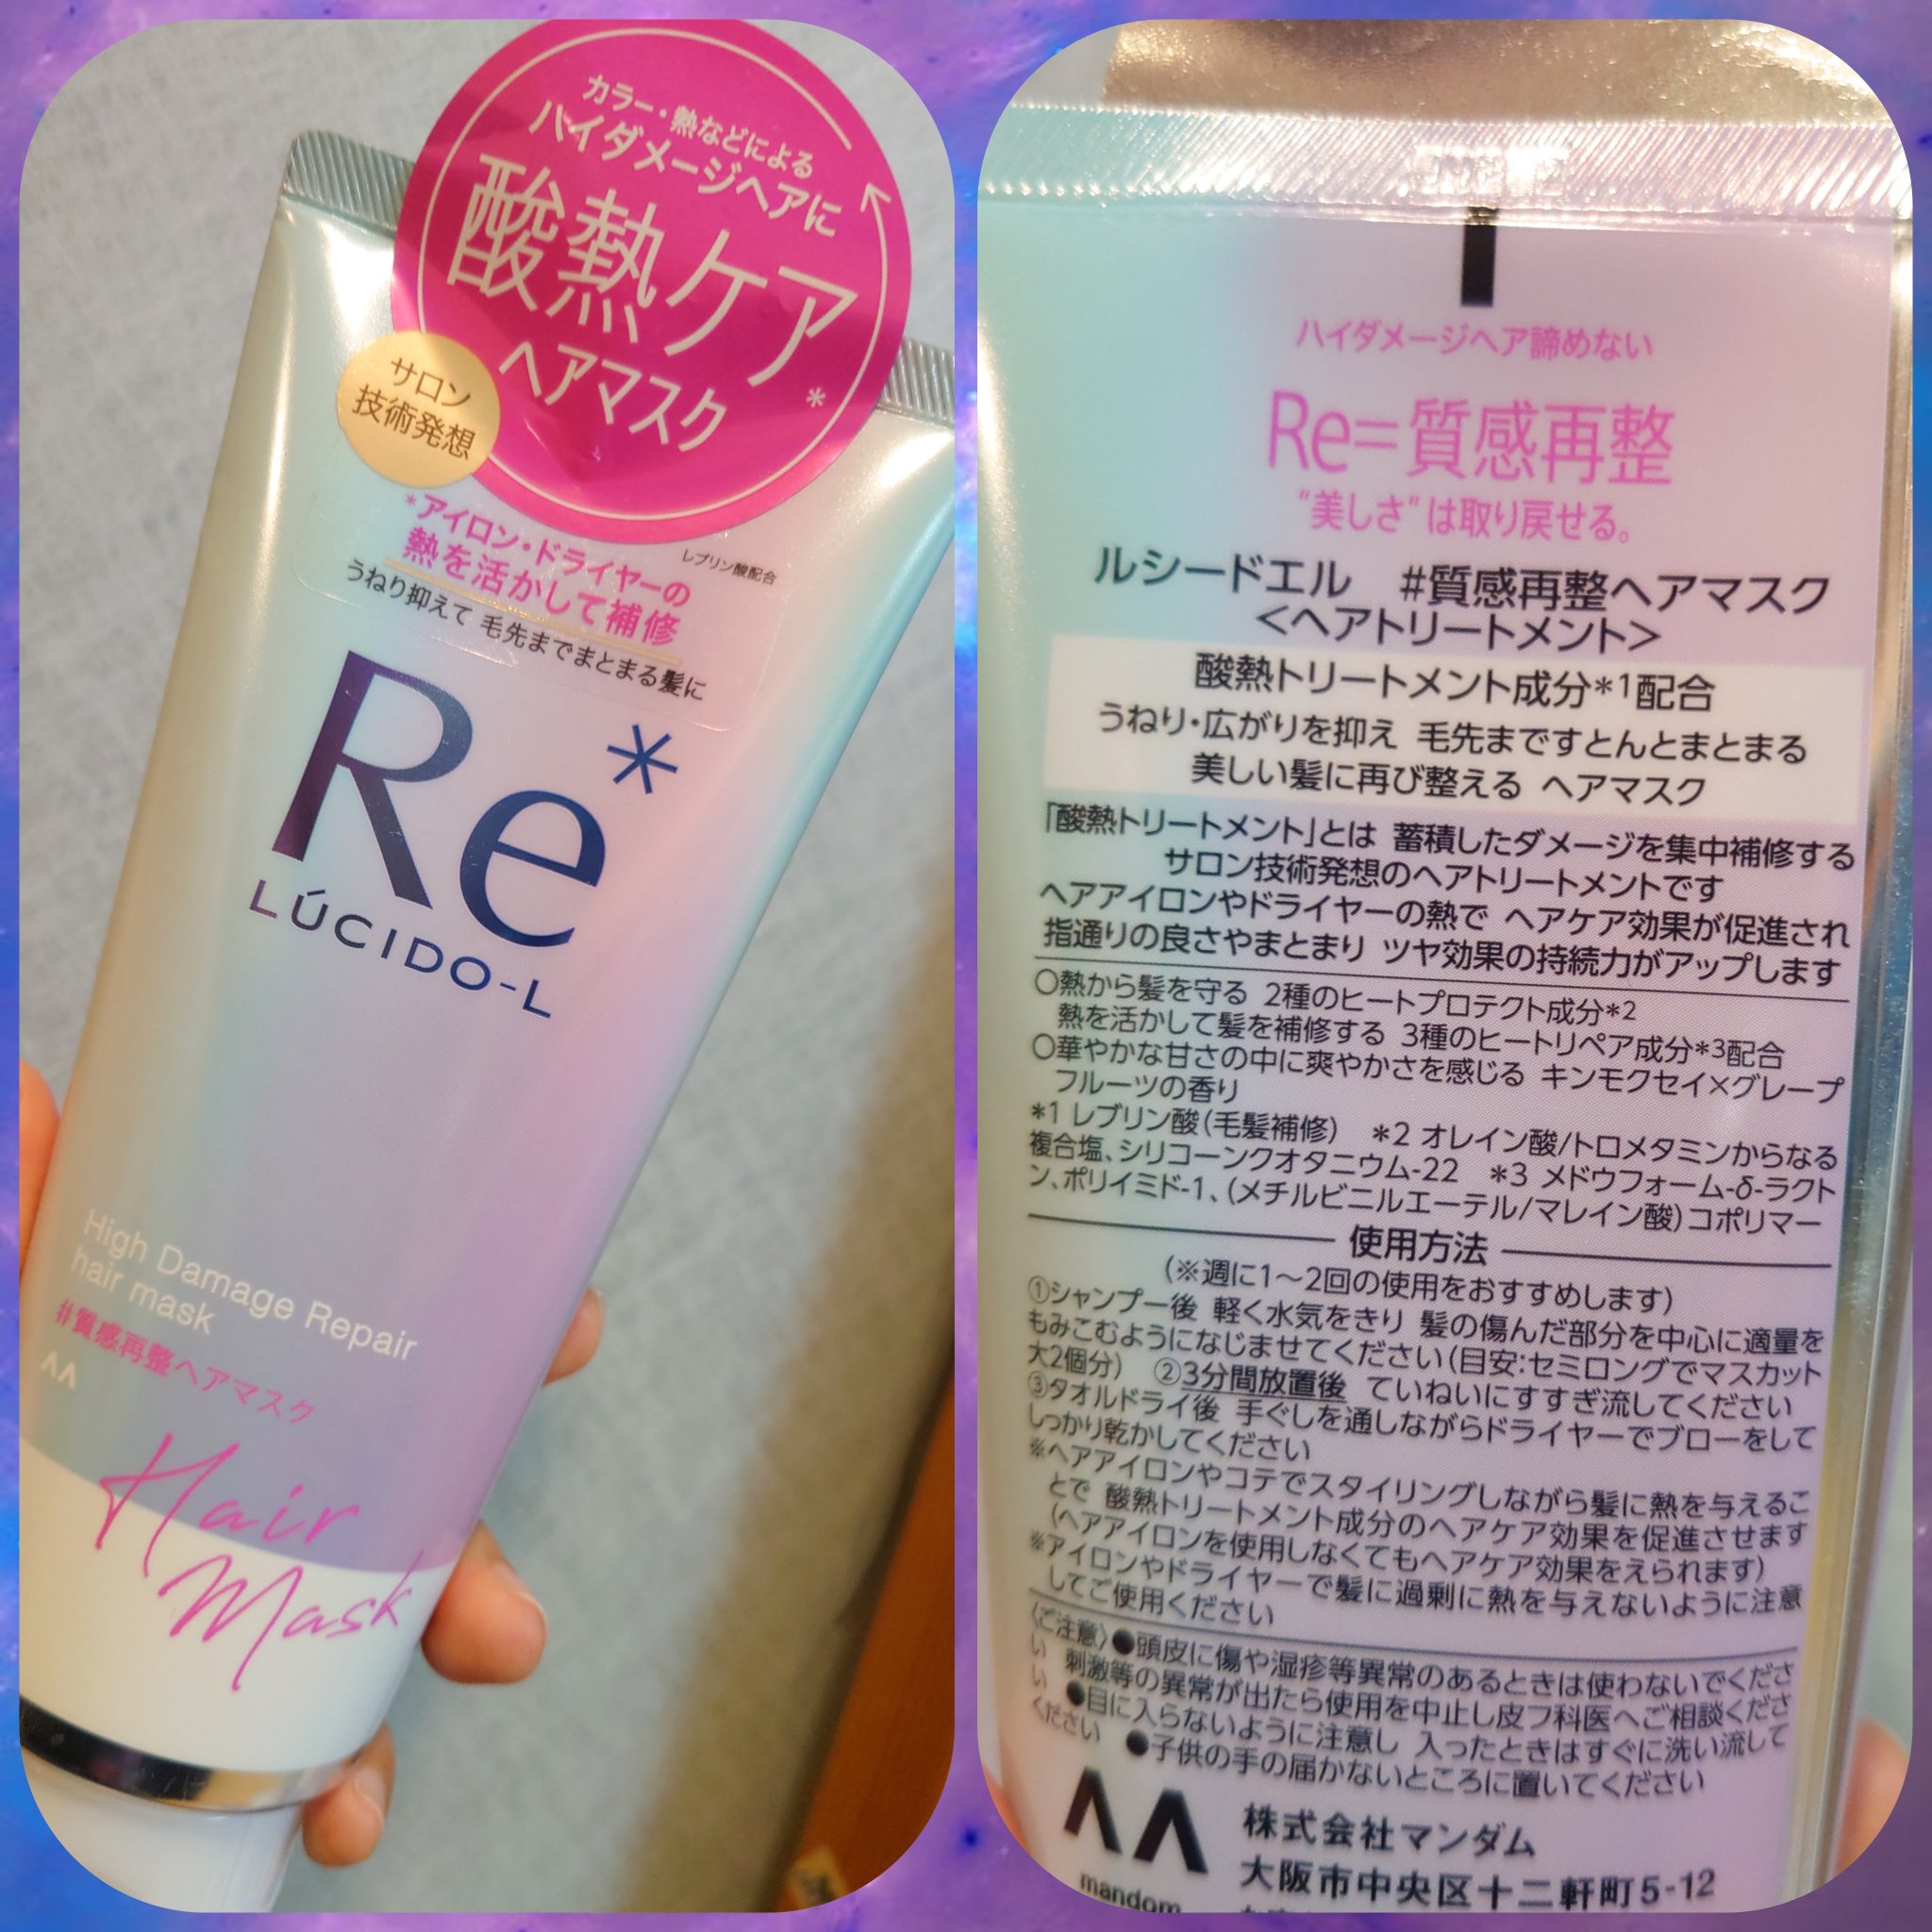 カラー・熱などによる
ハイダメージヘアに
酸熱ケア
ヘアマスク*
サロン
技術発想
レブリン酸配合
*アイロン・ドライヤーの
熱を活かして補修
うねり抑えて 毛先までまとまる髪に
Re*
LÚCIDO-L
High Damage Repair
hair mask
#質感再整ヘアマスク
Hair
Mask
ハイダメージヘア諦めない
Re=質感再整
"美しさ"は取り戻せる。
ルシードエル #質感再整ヘアマスク
<ヘアトリートメント>
酸熱トリートメント成分*1配合
うねり・広がりを抑え 毛先まですとんとまとまる
美しい髪に再び整える ヘアマスク
「酸熱トリートメント」とは 蓄積したダメージを集中補修する
サロン技術発想のヘアトリートメントです
ヘアアイロンやドライヤーの熱で ヘアケア効果が促進され
指通りの良さやまとまり ツヤ効果の持続力がアップします
○熱から髪を守る 2種のヒートプロテクト成分*2
熱を活かして髪を補修する 3種のヒートリペア成分*3配合
○華やかな甘さの中に爽やかさを感じる キンモクセイ×グレープ
フルーツの香り
*1 レブリン酸(毛髪補修) *2 オレイン酸/トロメタミンからなる
複合塩、シリコーンクオタニウム-22 *3 メドウフォーム-δ-ラクト
ン、ポリイミド-1、(メチルビニルエーテル/マレイン酸)コポリマー
使用方法
(※週に1～2回の使用をおすすめします)
①シャンプー後 軽く水気をきり 髪の傷んだ部分を中心に適量を
もみこむようになじませてください(目安:セミロングでマスカット
大2個分) ②3分間放置後 ていねいにすすぎ流してください
③タオルドライ後 手ぐしを通しながらドライヤーでブローをして
しっかり乾かしてください
※ヘアアイロンやコテでスタイリングしながら髪に熱を与えるこ
とで 酸熱トリートメント成分のヘアケア効果を促進させます
(ヘアアイロンを使用しなくてもヘアケア効果をえられます)
※アイロンやドライヤーで髪に過剰に熱を与えないように注意
してご使用ください
〈ご注意〉●頭皮に傷や湿疹等異常のあるときは使わないでくださ
い 刺激等の異常が出たら使用を中止し皮フ科医へご相談くださ
い ●目に入らないように注意し 入ったときはすぐに洗い流して
ください ●子供の手の届かないところに置いてください
mandom
株式会社マンダム
大阪市中央区十二軒町5-12